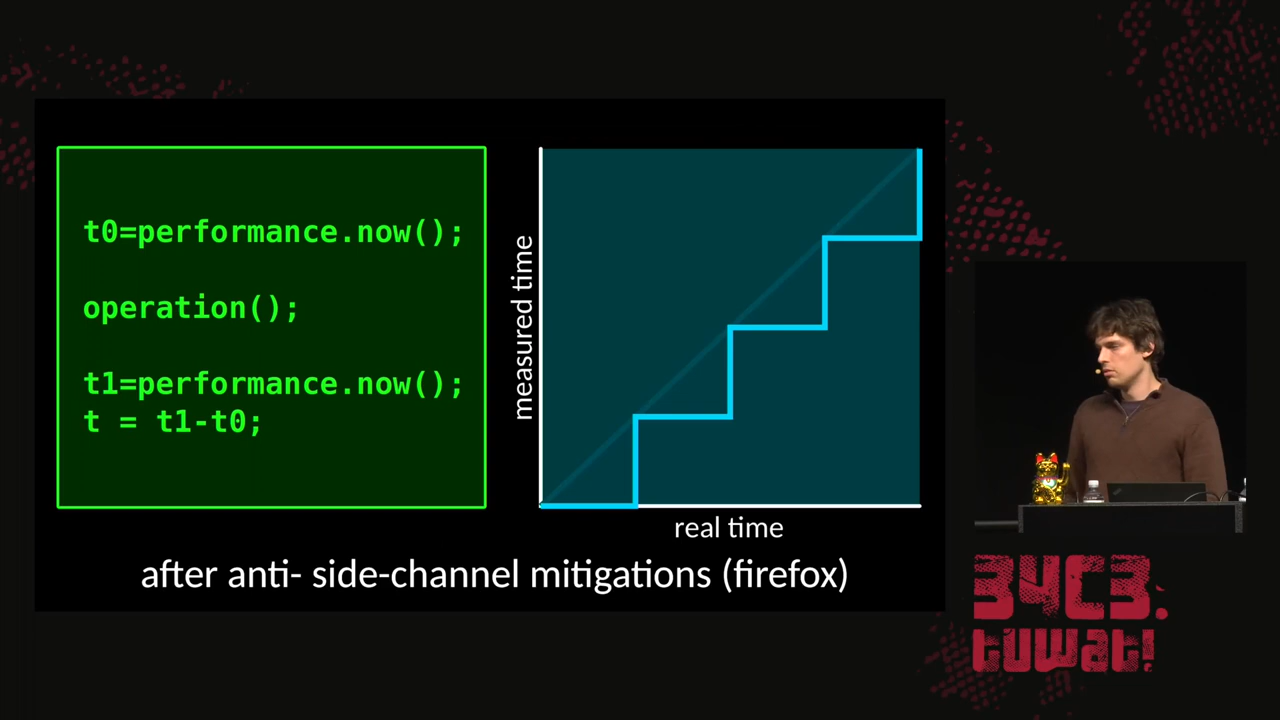 t0=performance.now();
operation();
t1=performance.now();
t = t1-t0;
measured time
real time
after anti- side-channel mitigations (firefox)
34C3.
tuwat!